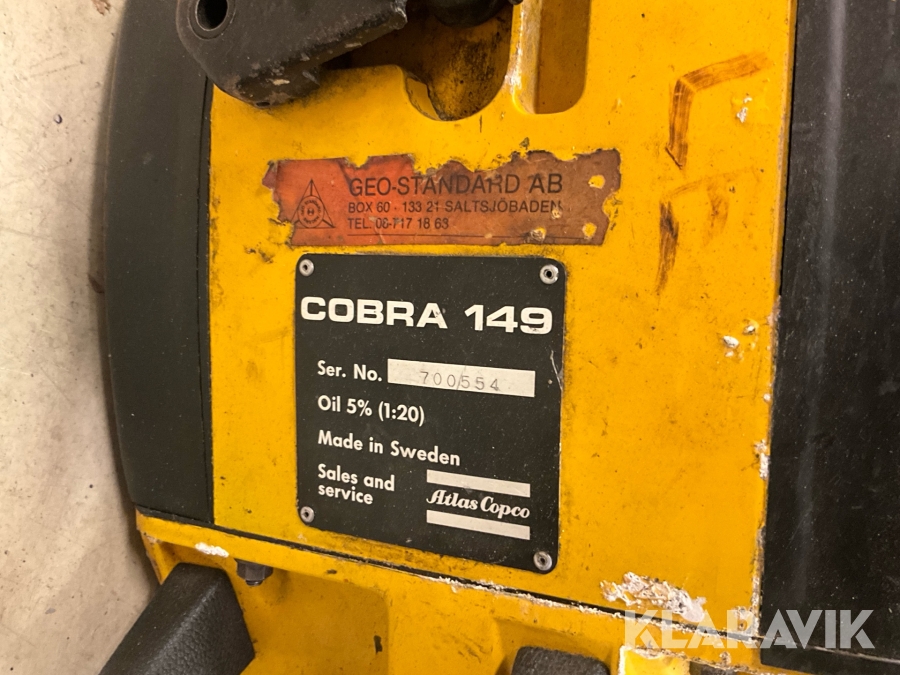 GEO-STANDARD AB
BOX 60 - 133 21 SALTSJÖBADEN
TEL. 08-717 18 63
COBRA 149
Ser. No. 700554
Oil 5% (1:20)
Made in Sweden
Sales and
service
Atlas Copco
KLARAVIK